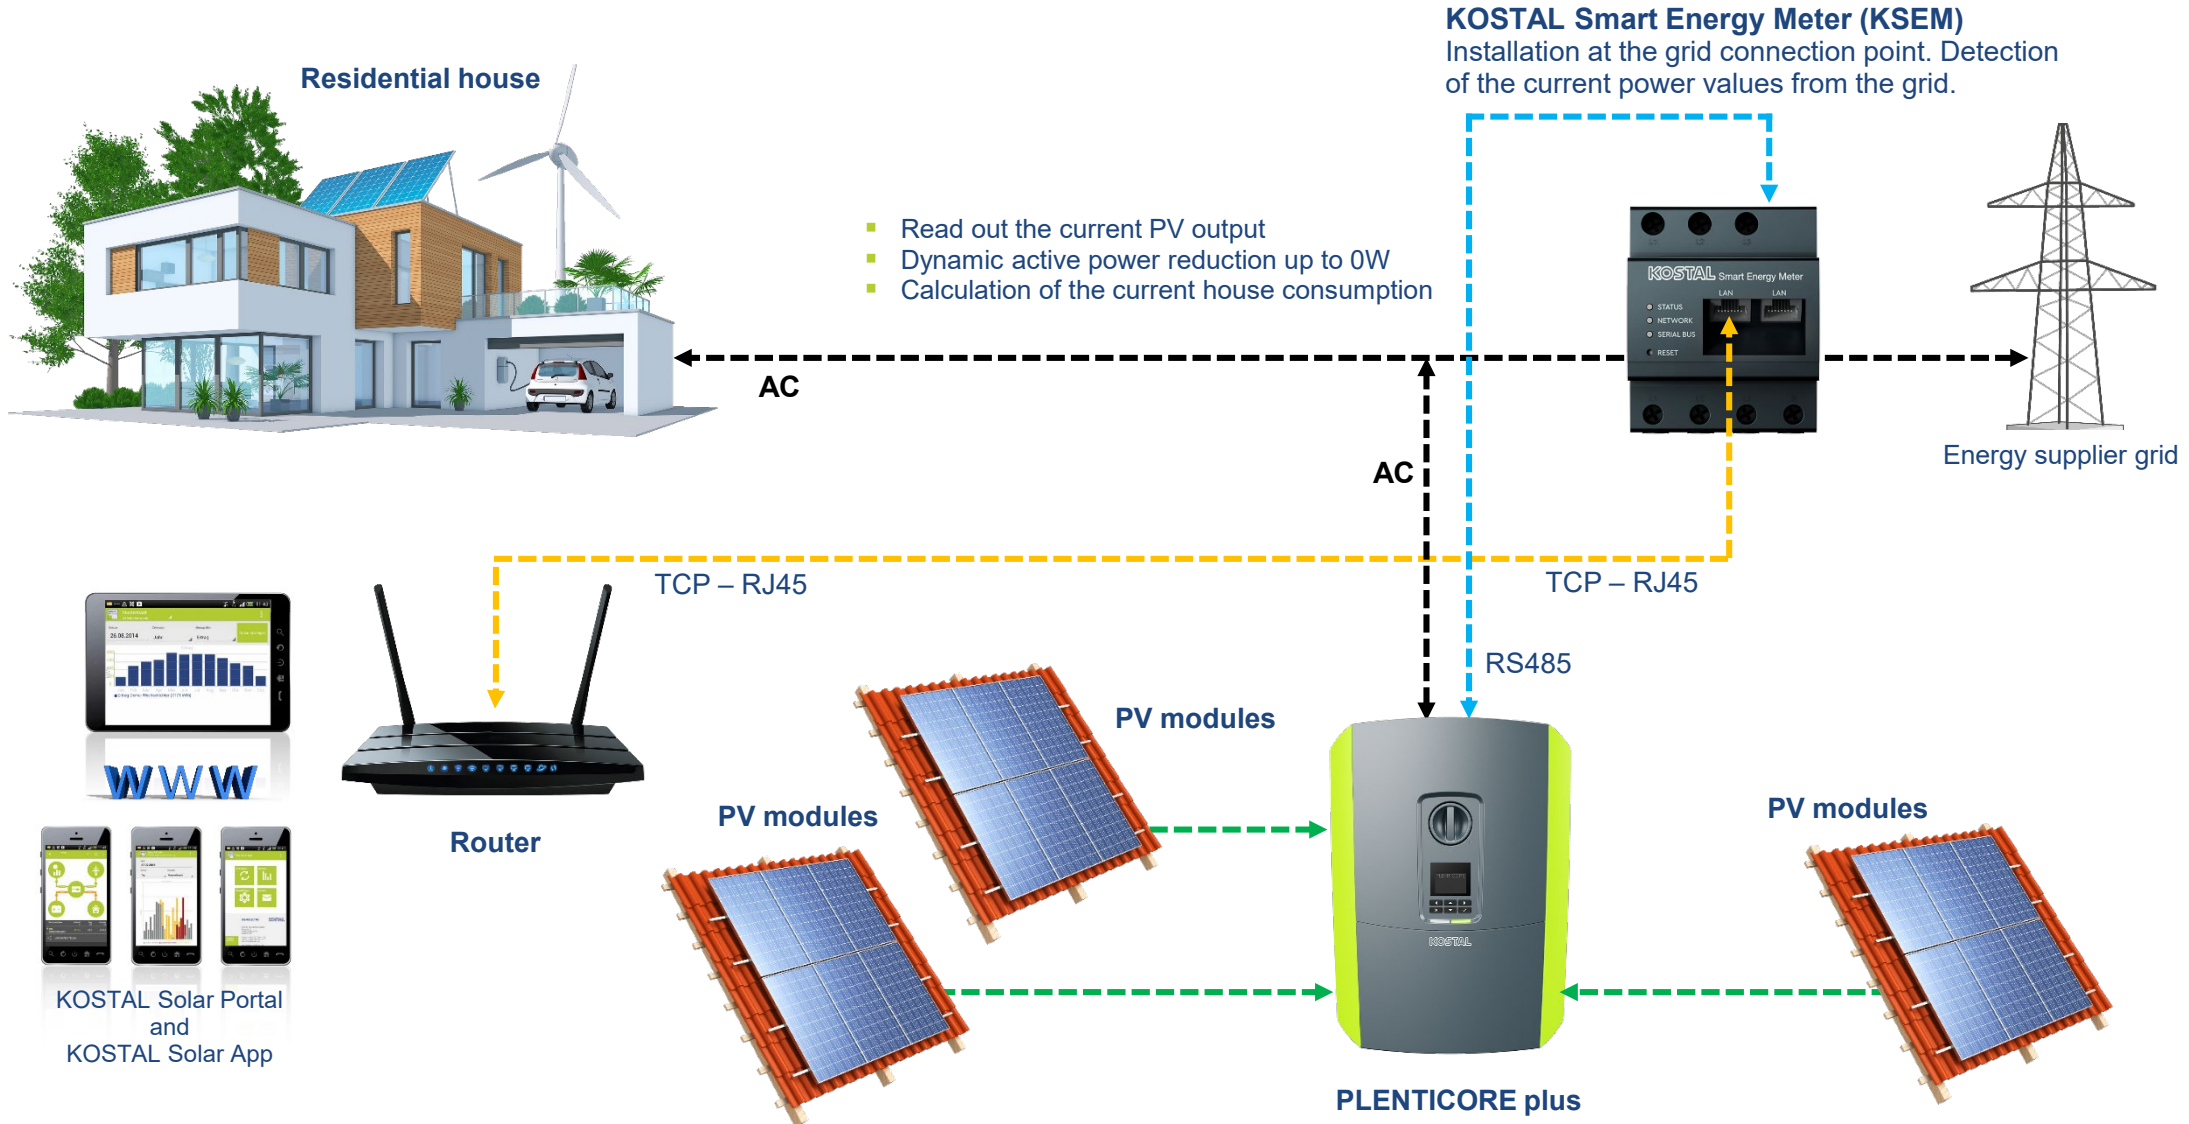 KOSTAL Smart Energy Meter (KSEM)
Installation at the grid connection point. Detection
of the current power values from the grid.
Residential house
▪ Read out the current PV output
▪ Dynamic active power reduction up to 0W
▪ Calculation of the current house consumption
KOSTAL Smart Energy Meter
LAN LAN
STATUS
NETWORK
SERIAL BUS
RESET
AC
AC
Energy supplier grid
TCP – RJ45
TCP – RJ45
RS485
26.08.2014
WWW
Router
PV modules
PV modules
PV modules
KOSTAL
KOSTAL Solar Portal
and
KOSTAL Solar App
PLENTICORE plus